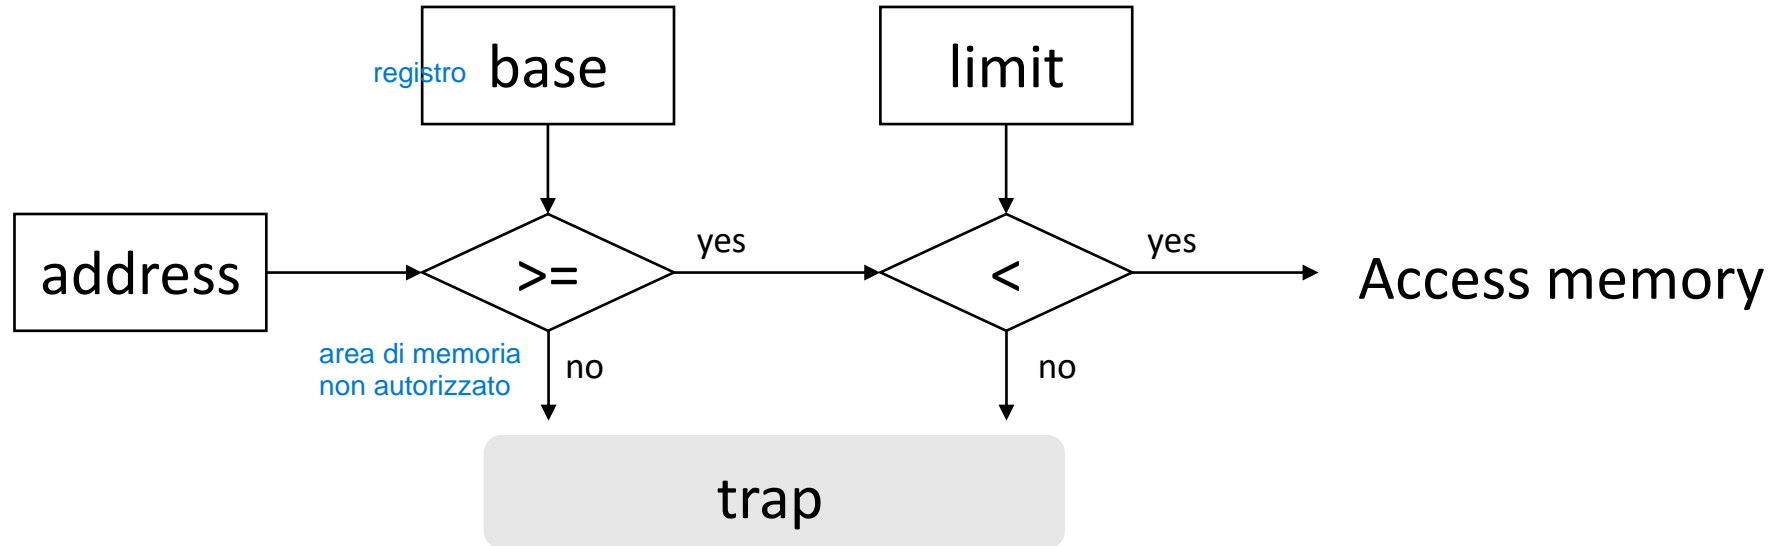 registro base
limit
address
>=
yes
<
yes
Access memory
area di memoria
non autorizzato
no
no
trap